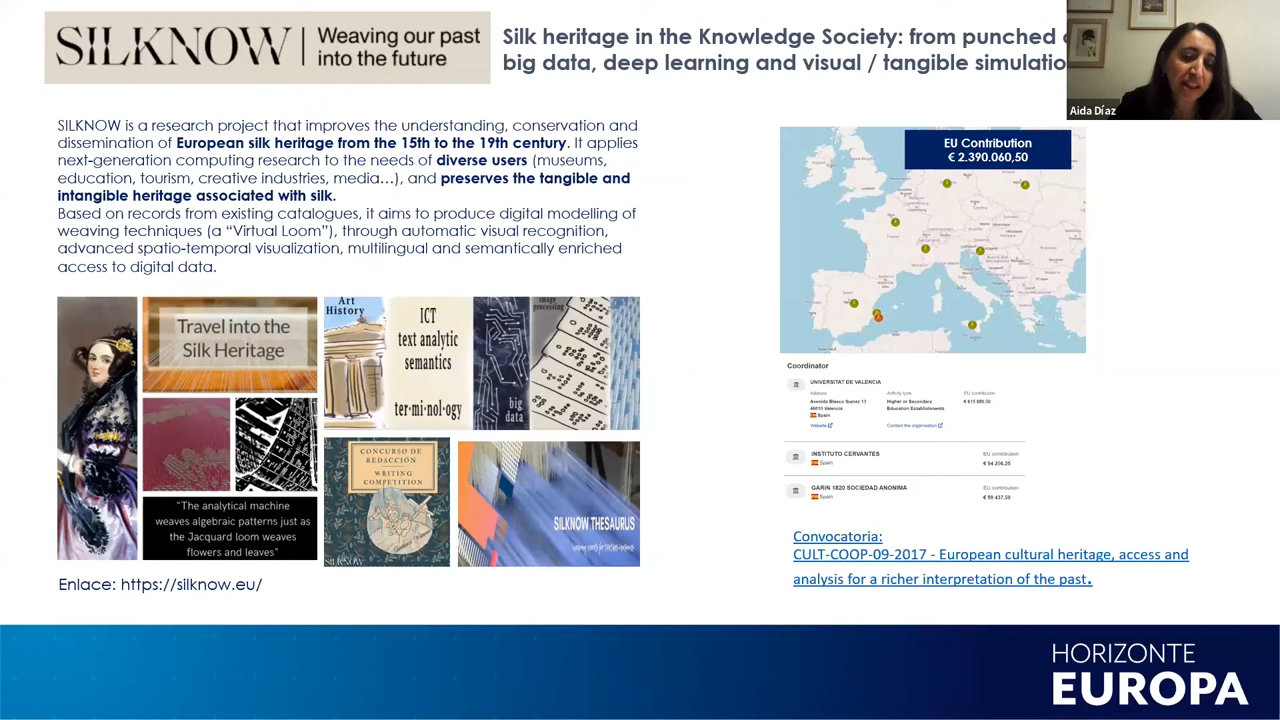 SILKNOW | Weaving our past
into the future
Silk heritage in the Knowledge Society: from punched
big data, deep learning and visual / tangible simulatio
Aida Díaz
SILKNOW is a research project that improves the understanding, conservation and
dissemination of European silk heritage from the 15th to the 19th century. It applies
next-generation computing research to the needs of diverse users (museums,
education, tourism, creative industries, media…), and preserves the tangible and
intangible heritage associated with silk.
Based on records from existing catalogues, it aims to produce digital modelling of
weaving techniques (a “Virtual Loom”), through automatic visual recognition,
advanced spatio-temporal visualization, multilingual and semantically enriched
access to digital data.
Travel into the
Silk Heritage
Art
History
ICT
text analytic
semantics
ter·mi·nol·ogy
big
data
image
processing
"The analytical machine
weaves algebraic patterns just as
the Jacquard loom weaves
flowers and leaves"
CONCURSO DE
REDACCIÓN
WRITING
COMPETITION
SILKNOW
SILKNOW THESAURUS
Enlace: https://silknow.eu/
EU Contribution
€ 2.390.060,50
Coordinator
UNIVERSITAT DE VALENCIA
Address
Avenida Blasco Ibanez 13
46010 Valencia
Spain
Website
Activity type
Higher or Secondary
Education Establishments
Contact the organisation
EU contribution
INSTITUTO CERVANTES
Spain
EU contribution
GARIN 1820 SOCIEDAD ANONIMA
Spain
EU contribution
€ 99 437,50
Convocatoria:
CULT-COOP-09-2017 - European cultural heritage, access and
analysis for a richer interpretation of the past.
HORIZONTE
EUROPA